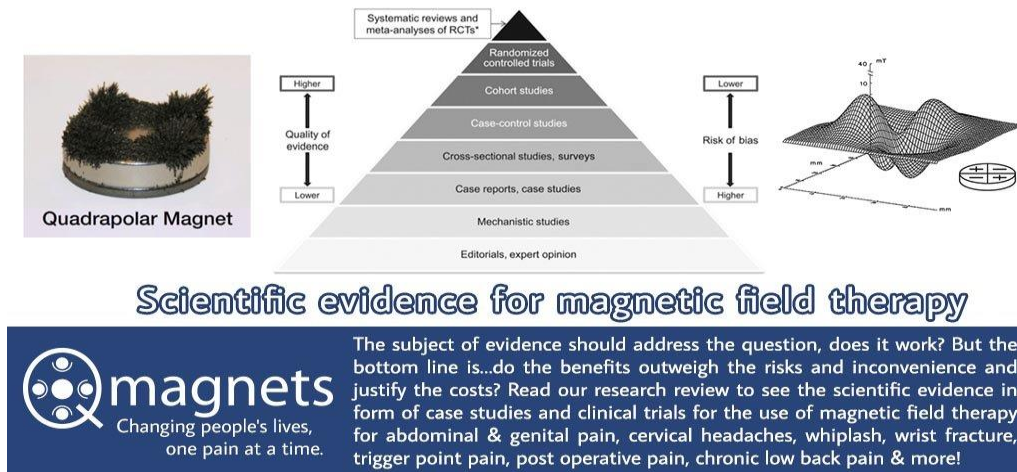 Systematic reviews and
meta-analyses of RCTs*
Randomized
controlled trials
Cohort studies
Case-control studies
Cross-sectional studies, surveys
Case reports, case studies
Mechanistic studies
Editorials, expert opinion
Higher
Quality of
evidence
Lower
Lower
Risk of bias
Higher
Quadrapolar Magnet
40
mT
10
mm
mm
Scientific evidence for magnetic field therapy
Qmagnets
Changing people's lives,
one pain at a time.
The subject of evidence should address the question, does it work? But the
bottom line is...do the benefits outweigh the risks and inconvenience and
justify the costs? Read our research review to see the scientific evidence in
form of case studies and clinical trials for the use of magnetic field therapy
for abdominal & genital pain, cervical headaches, whiplash, wrist fracture,
trigger point pain, post operative pain, chronic low back pain & more!